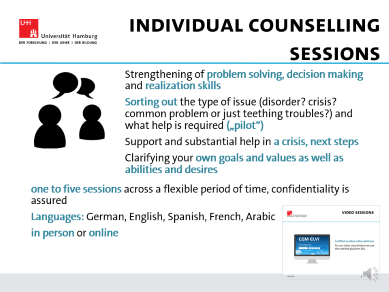 INDIVIDUAL COUNSELLING
SESSIONS
UH
Universität Hamburg
DER FORSCHUNG | DER LEHRE | DER BILDUNG
Strengthening of problem solving, decision making
and realization skills
Sorting out the type of issue (disorder? crisis?
common problem or just teething troubles?) and
what help is required („pilot“)
Support and substantial help in a crisis, next steps
Clarifying your own goals and values as well as
abilities and desires
one to five sessions across a flexible period of time, confidentiality is
assured
Languages: German, English, Spanish, French, Arabic
in person or online
VIDEO SESSIONS
CGM ELVI